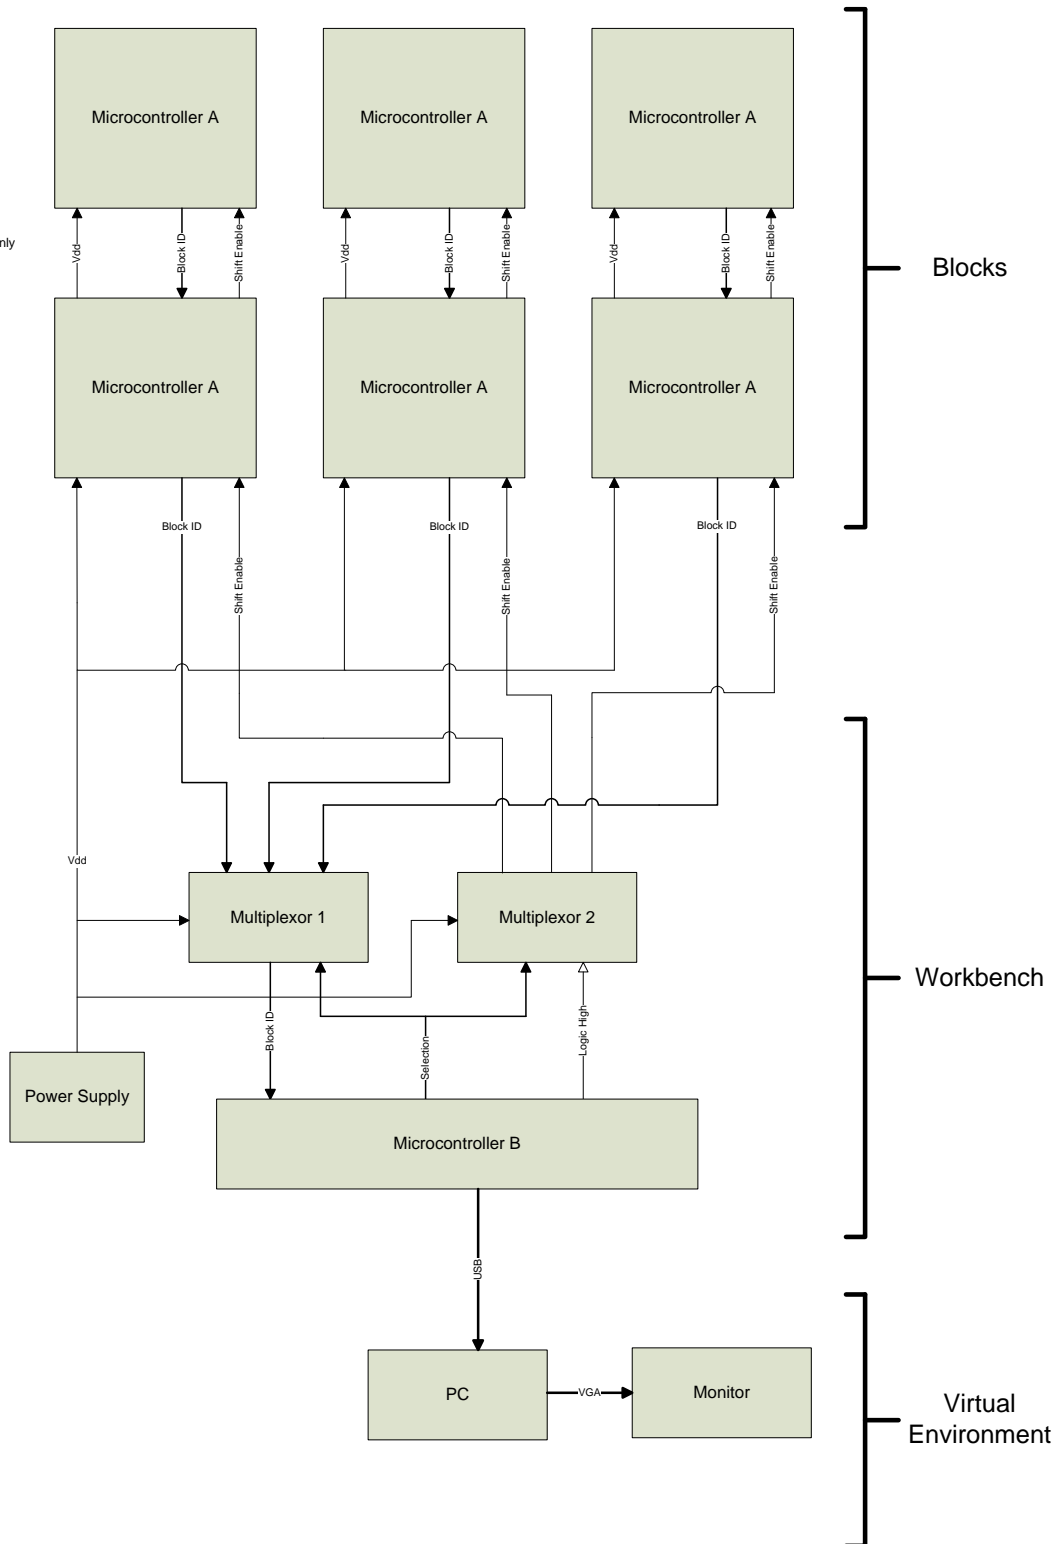 Microcontroller A
Microcontroller A
Microcontroller A
nly
Vdd
Block ID
Shift Enable
Vdd
Block ID
Shift Enable
Vdd
Block ID
Shift Enable
Blocks
Microcontroller A
Microcontroller A
Microcontroller A
Block ID
Block ID
Block ID
Shift Enable
Shift Enable
Shift Enable
Vdd
Multiplexor 1
Multiplexor 2
Workbench
Block ID
Selection
Logic High
Power Supply
Microcontroller B
USB
PC
VGA
Monitor
Virtual
Environment